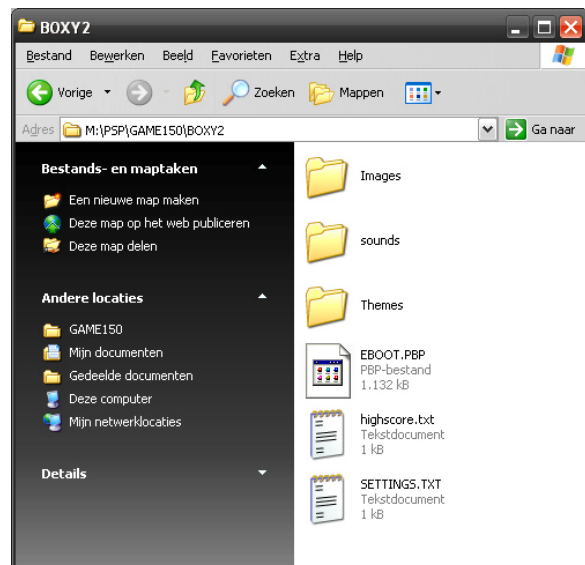 BOXY2
Bestand Bewerken Beeld Favorieten Extra Help
Vorige Zoeken Mappen
Adres M:\PSP\GAME150\BOXY2 Ga naar
Bestands- en maptaken
Een nieuwe map maken
Deze map op het web publiceren
Deze map delen
Andere locaties
GAME150
Mijn documenten
Gedeelde documenten
Deze computer
Mijn netwerklocaties
Details
Images
sounds
Themes
EBOOT.PBP
PBP-bestand
1.132 kB
highscore.txt
Tekstdocument
1 kB
SETTINGS.TXT
Tekstdocument
1 kB